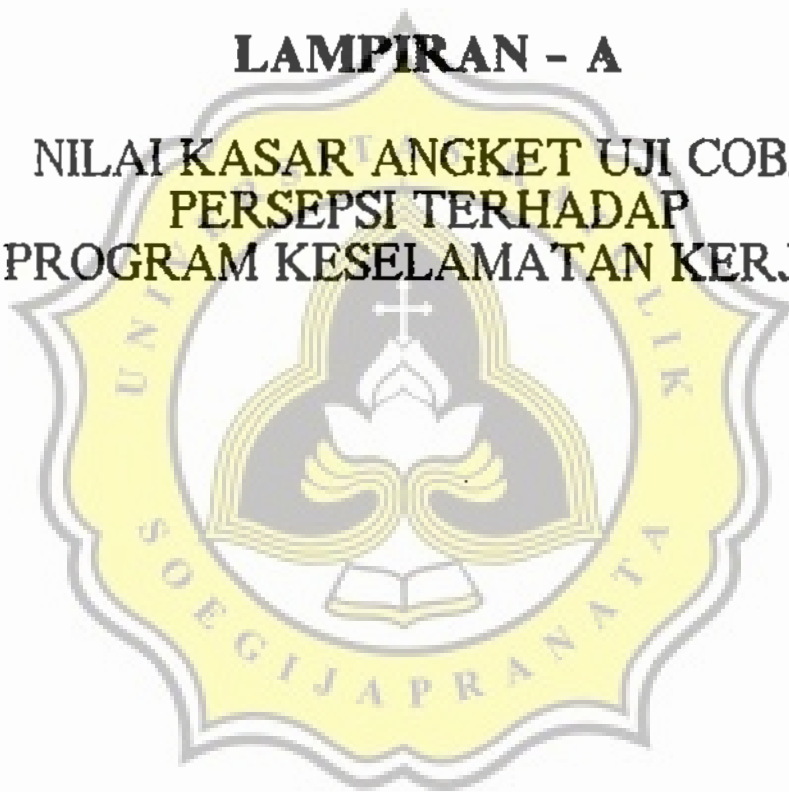 LAMPIRAN - A
NILAI KASAR ANGKET UJI COB
PERSEPSI TERHADAP
PROGRAM KESELAMATAN KERJ
SOEGIJAPRANATA